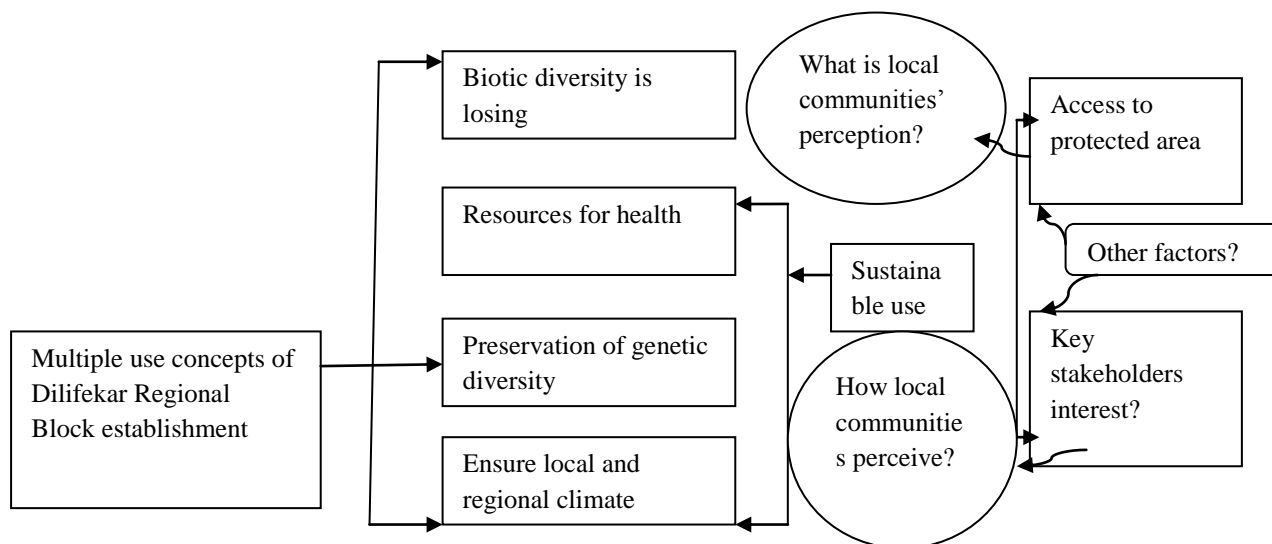 Biotic diversity is
losing
What is local
communities’
perception?
Access to
protected area
Resources for health
Other factors?
Sustaina
ble use
Multiple use concepts of
Dilifekar Regional
Block establishment
Preservation of genetic
diversity
How local
communitie
s perceive?
Key
stakeholders
interest?
Ensure local and
regional climate